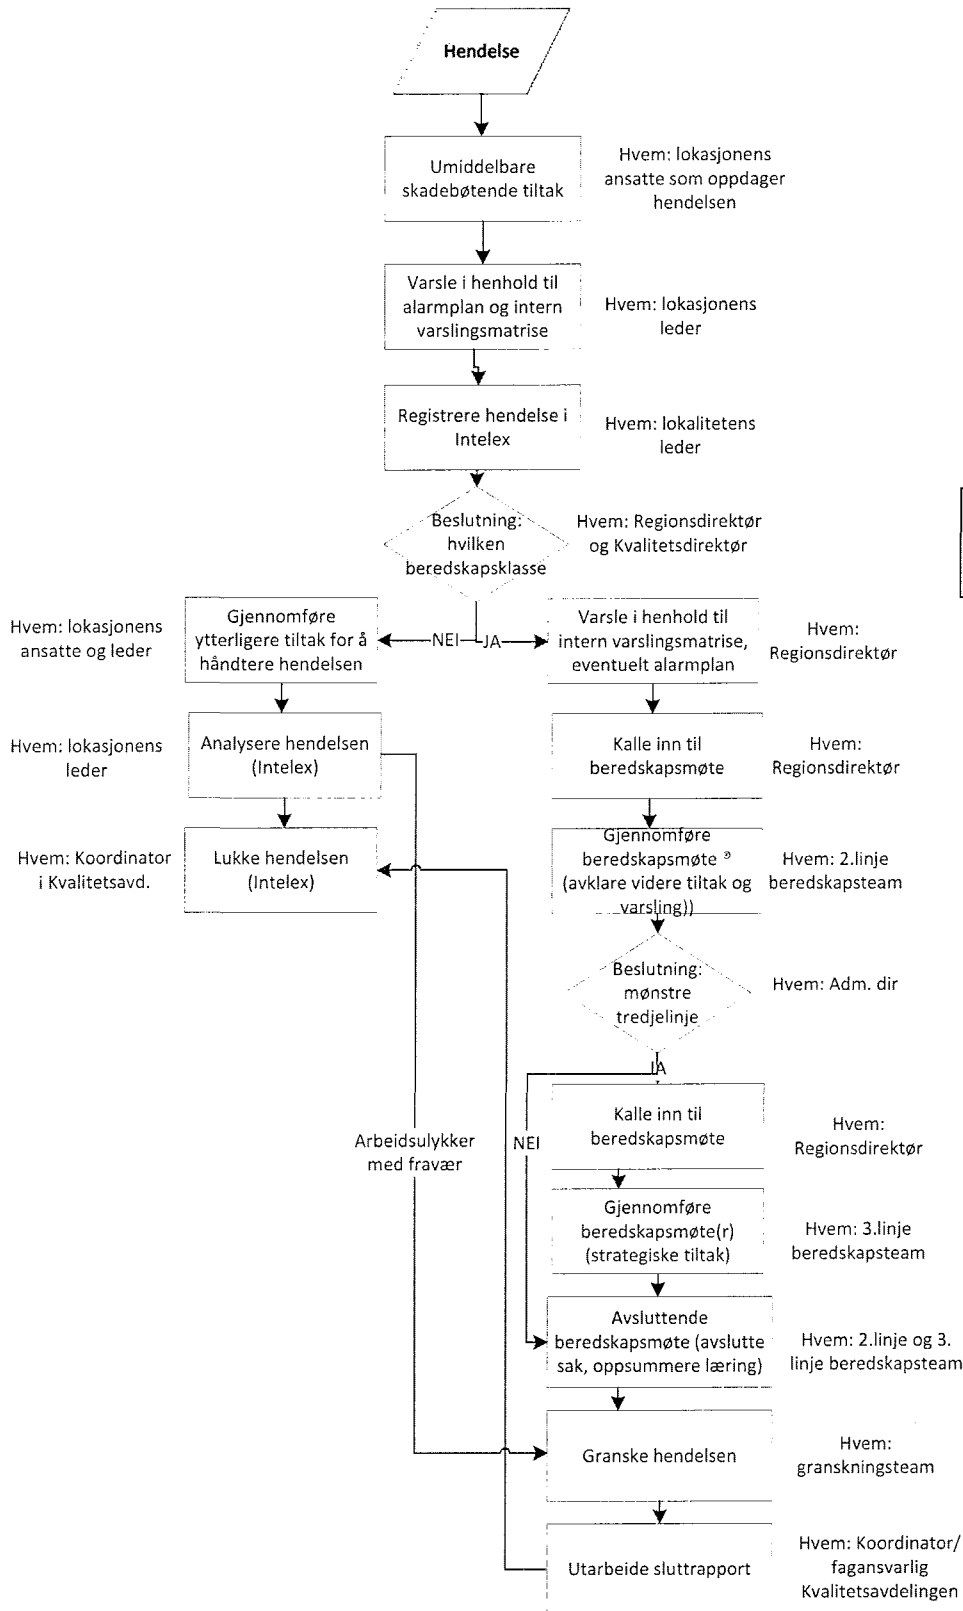 Hendelse
Umiddelbare
skadebøtende tiltak
Hvem: lokasjonens
ansatte som oppdager
hendelsen
Varsle i henhold til
alarmplan og intern
varslingsmatrise
Hvem: lokasjonens
leder
Registrere hendelse i
Intelex
Hvem: lokalitetens
leder
Beslutning:
hvilken
beredskapsklasse
Hvem: Regionsdirektør
og Kvalitetsdirektør
Hvem: lokasjonens
ansatte og leder
Gjennomføre
ytterligere tiltak for å
håndtere hendelsen
NEI
JA
Varsle i henhold til
intern varslingsmatrise,
eventuelt alarmplan
Hvem:
Regionsdirektør
Hvem: lokasjonens
leder
Analysere hendelsen
(Intelex)
Kalle inn til
beredskapsmøte
Hvem:
Regionsdirektør
Hvem: Koordinator
i Kvalitetsavd.
Lukke hendelsen
(Intelex)
Gjennomføre
beredskapsmøte
(avklare videre tiltak og
varsling))
Hvem: 2.linje
beredskapsteam
Beslutning:
mønstre
tredjelinje
Hvem: Adm. dir
JA
Arbeidsulykker
med fravær
NEI
Kalle inn til
beredskapsmøte
Hvem:
Regionsdirektør
Gjennomføre
beredskapsmøte(r)
(strategiske tiltak)
Hvem: 3.linje
beredskapsteam
Avsluttende
beredskapsmøte (avslutte
sak, oppsummere læring)
Hvem: 2.linje og 3.
linje beredskapsteam
Granske hendelsen
Hvem:
granskningsteam
Utarbeide sluttrapport
Hvem: Koordinator/
fagansvarlig
Kvalitetsavdelingen